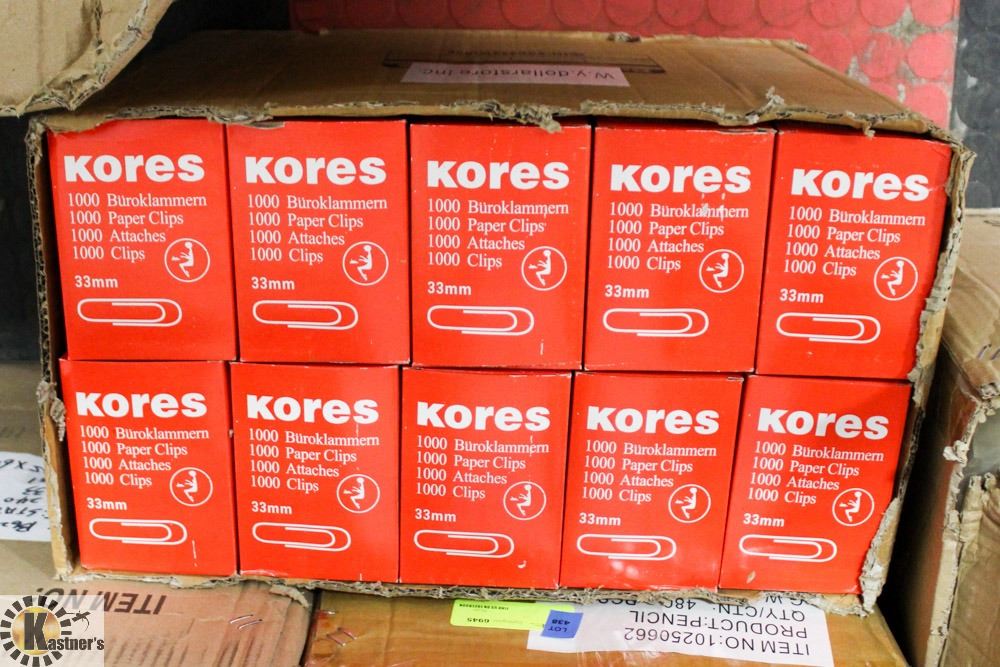 W.y.dollarstore.Inc.
KORES
1000 Büroklammern
1000 Paper Clips
1000 Attaches
1000 Clips
33mm
KORES
1000 Büroklammern
1000 Paper Clips
1000 Attaches
1000 Clips
33mm
KORES
1000 Büroklammern
1000 Paper Clips
1000 Attaches
1000 Clips
33mm
KORES
1000 Büroklammern
1000 Paper Clips
1000 Attaches
1000 Clips
33mm
KORES
1000 Büroklammern
1000 Paper Clips
1000 Attaches
1000 Clips
33mm
KORES
1000 Büroklammern
1000 Paper Clips
1000 Attaches
1000 Clips
33mm
KORES
1000 Büroklammern
1000 Paper Clips
1000 Attaches
1000 Clips
33mm
KORES
1000 Büroklammern
1000 Paper Clips
1000 Attaches
1000 Clips
33mm
KORES
1000 Büroklammern
1000 Paper Clips
1000 Attaches
1000 Clips
33mm
KORES
1000 Büroklammern
1000 Paper Clips
1000 Attaches
1000 Clips
33mm
ITEM NO
6945
LOT
438
ITEM NO:10250662
PRODUCT:PENCIL
QTY/CTN: 48
G.W
Kastner's